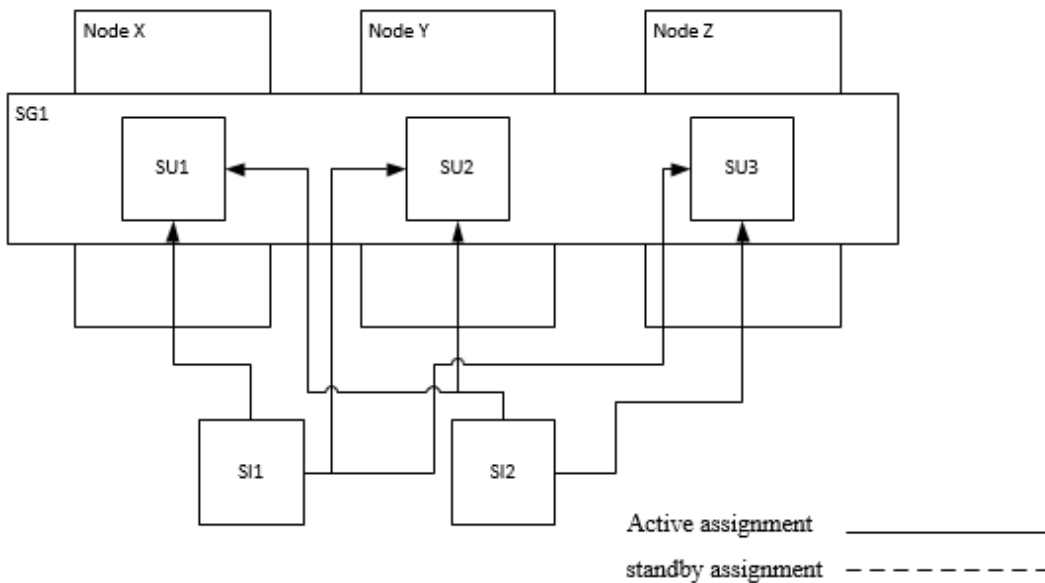 Node X
Node Y
Node Z
SG1
SU1
SU2
SU3
SI1
SI2
Active assignment
standby assignment